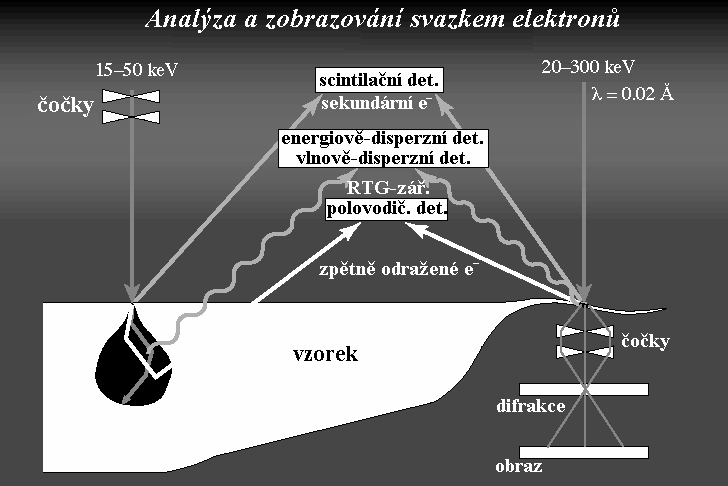 Analýza a zobrazování svazkem elektronů
15–50 keV
čočky
scintilační det.
sekundární e⁻
energiově-disperzní det.
vlnově-disperzní det.
RTG-zář.
polovodič. det.
zpětně odražené e⁻
20–300 keV
λ = 0.02 Å
vzorek
čočky
difrakce
obraz